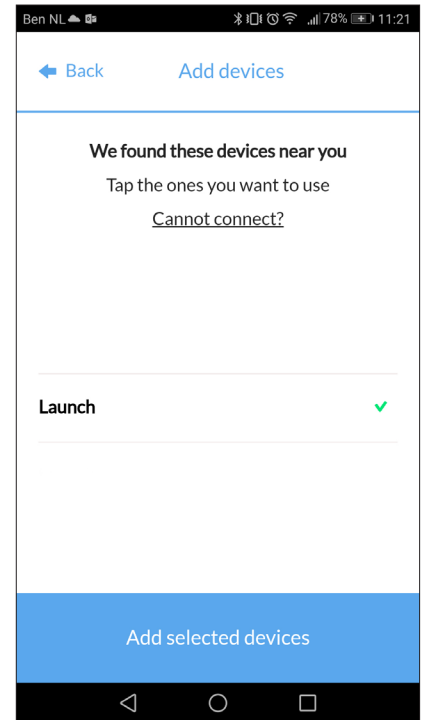 Ben NL 78% 11:21
Back Add devices
We found these devices near you
Tap the ones you want to use
Cannot connect?
Launch
Add selected devices